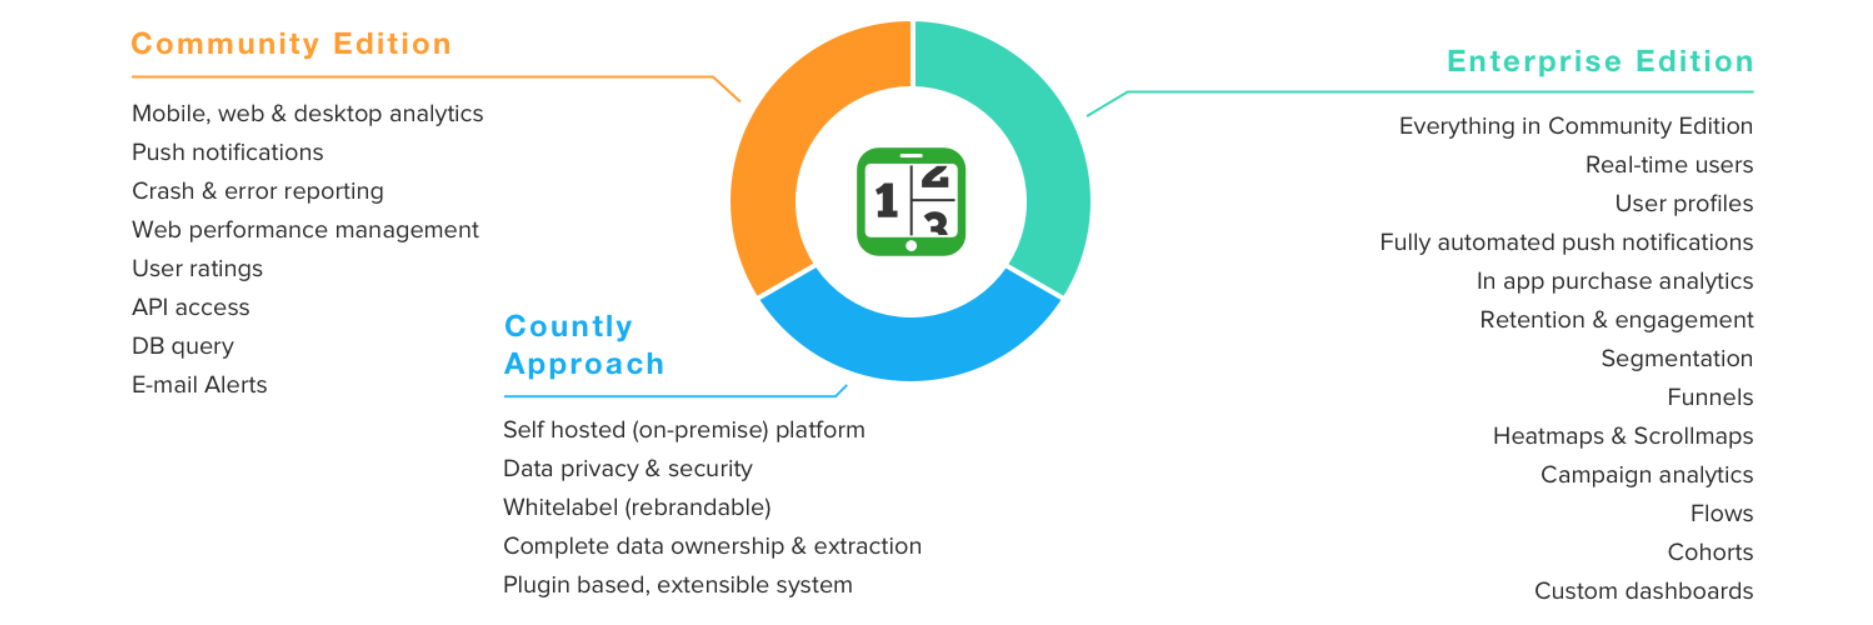 Community Edition
Mobile, web & desktop analytics
Push notifications
Crash & error reporting
Web performance management
User ratings
API access
DB query
E-mail Alerts
1
2
3
Countly
Approach
Self hosted (on-premise) platform
Data privacy & security
Whitelabel (rebrandable)
Complete data ownership & extraction
Plugin based, extensible system
Enterprise Edition
Everything in Community Edition
Real-time users
User profiles
Fully automated push notifications
In app purchase analytics
Retention & engagement
Segmentation
Funnels
Heatmaps & Scrollmaps
Campaign analytics
Flows
Cohorts
Custom dashboards